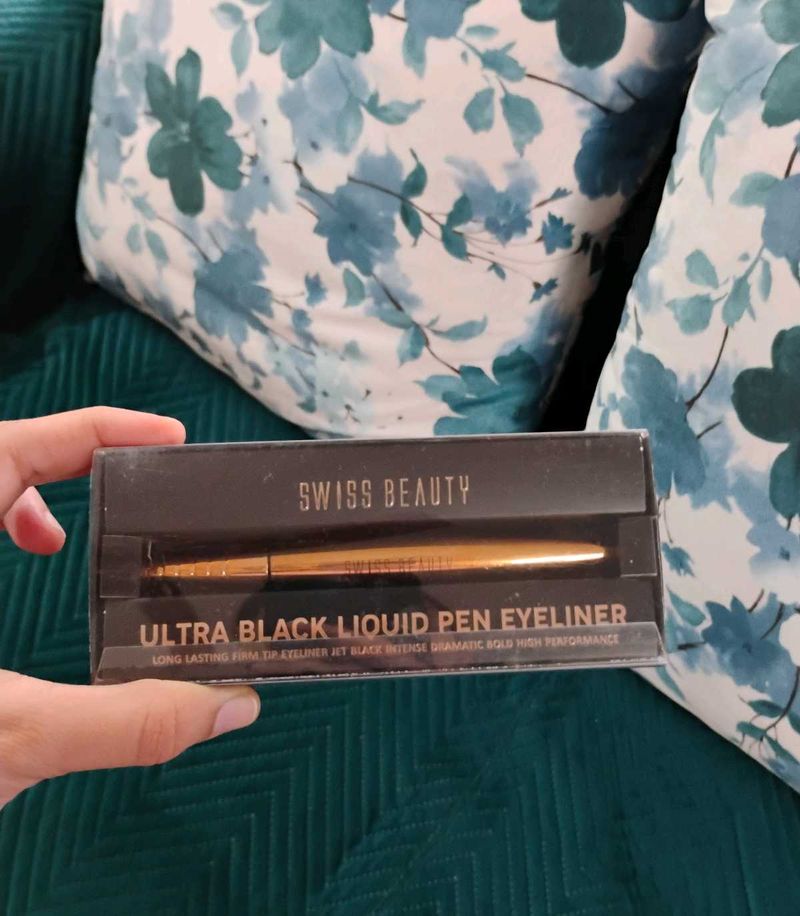 SWISS BEAUTY
SWISS BEAUTY
ULTRA BLACK LIQUID PEN EYELINER
LONG LASTING FIRM TIP EYELINER JET BLACK INTENSE DRAMATIC BOLD HIGH PERFORMANCE